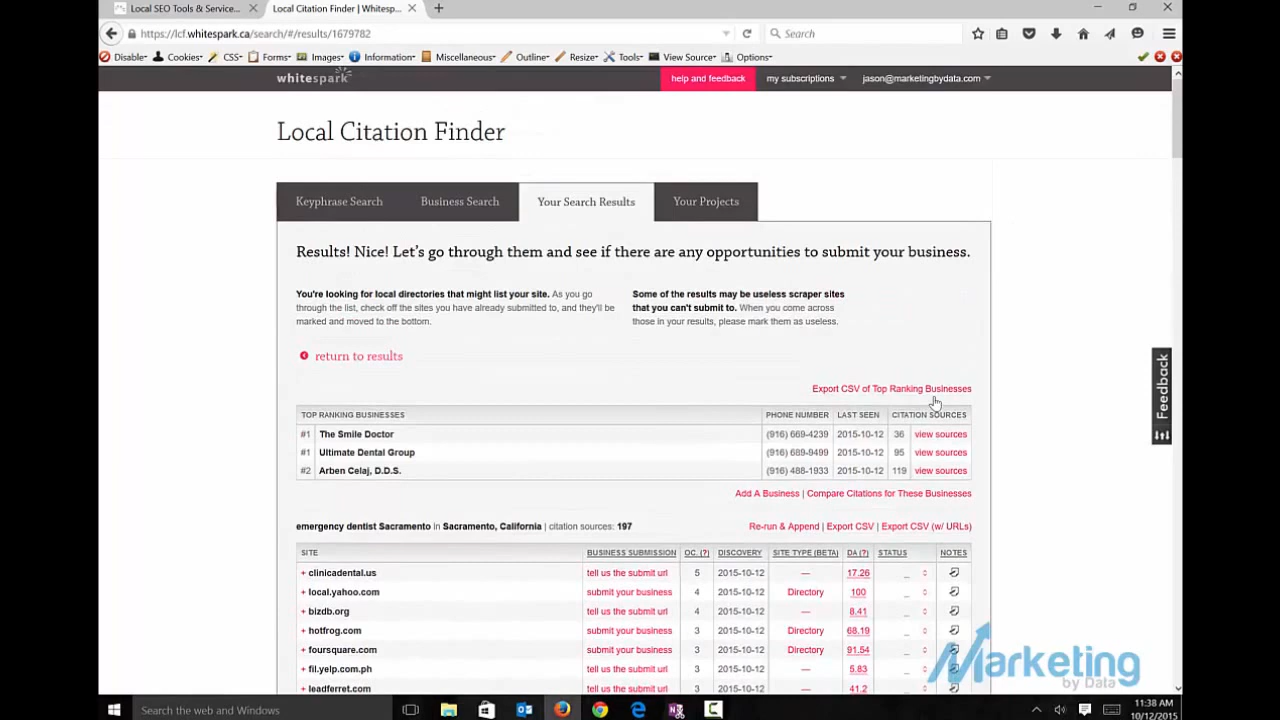 Local SEO Tools & Service...
Local Citation Finder | Whitesp...
https://lcf.whitespark.ca/search/#/results/1679782
Search
Disable
Cookies
CSS
Forms
Images
Information
Miscellaneous
Outline
Resize
Tools
View Source
Options
whitespark
help and feedback
my subscriptions
jason@marketingbydata.com
Local Citation Finder
Keyphrase Search
Business Search
Your Search Results
Your Projects
Results! Nice! Let's go through them and see if there are any opportunities to submit your business.
You're looking for local directories that might list your site. As you
go through the list, check off the sites you have already submitted to, and they'll be
marked and moved to the bottom.
Some of the results may be useless scraper sites
that you can't submit to. When you come across
those in your results, please mark them as useless.
return to results
Export CSV of Top Ranking Businesses
TOP RANKING BUSINESSES PHONE NUMBER LAST SEEN CITATION SOURCES
#1 The Smile Doctor (916) 669-4239 2015-10-12 36 view sources
#1 Ultimate Dental Group (916) 689-9499 2015-10-12 95 view sources
#2 Arben Celaj, D.D.S. (916) 488-1933 2015-10-12 119 view sources
Add A Business | Compare Citations for These Businesses
emergency dentist Sacramento in Sacramento, California | citation sources: 197
Re-run & Append | Export CSV | Export CSV (w/ URLs)
SITE BUSINESS SUBMISSION OC. (?) DISCOVERY SITE TYPE (BETA) DA (?) STATUS NOTES
+ clinicadental.us tell us the submit url 5 2015-10-12 — 17.26 _
+ local.yahoo.com submit your business 4 2015-10-12 Directory 100 _
+ bizdb.org tell us the submit url 4 2015-10-12 — 8.41 _
+ hotfrog.com submit your business 3 2015-10-12 Directory 68.19 _
+ foursquare.com submit your business 3 2015-10-12 Directory 91.54 _
+ fil.yelp.com.ph tell us the submit url 3 2015-10-12 — 5.83
+ leadferret.com tell us the submit url 3 2015-10-12 — 41.2
Feedback
Marketing
by Data
Search the web and Windows
11:38 AM
10/12/2015